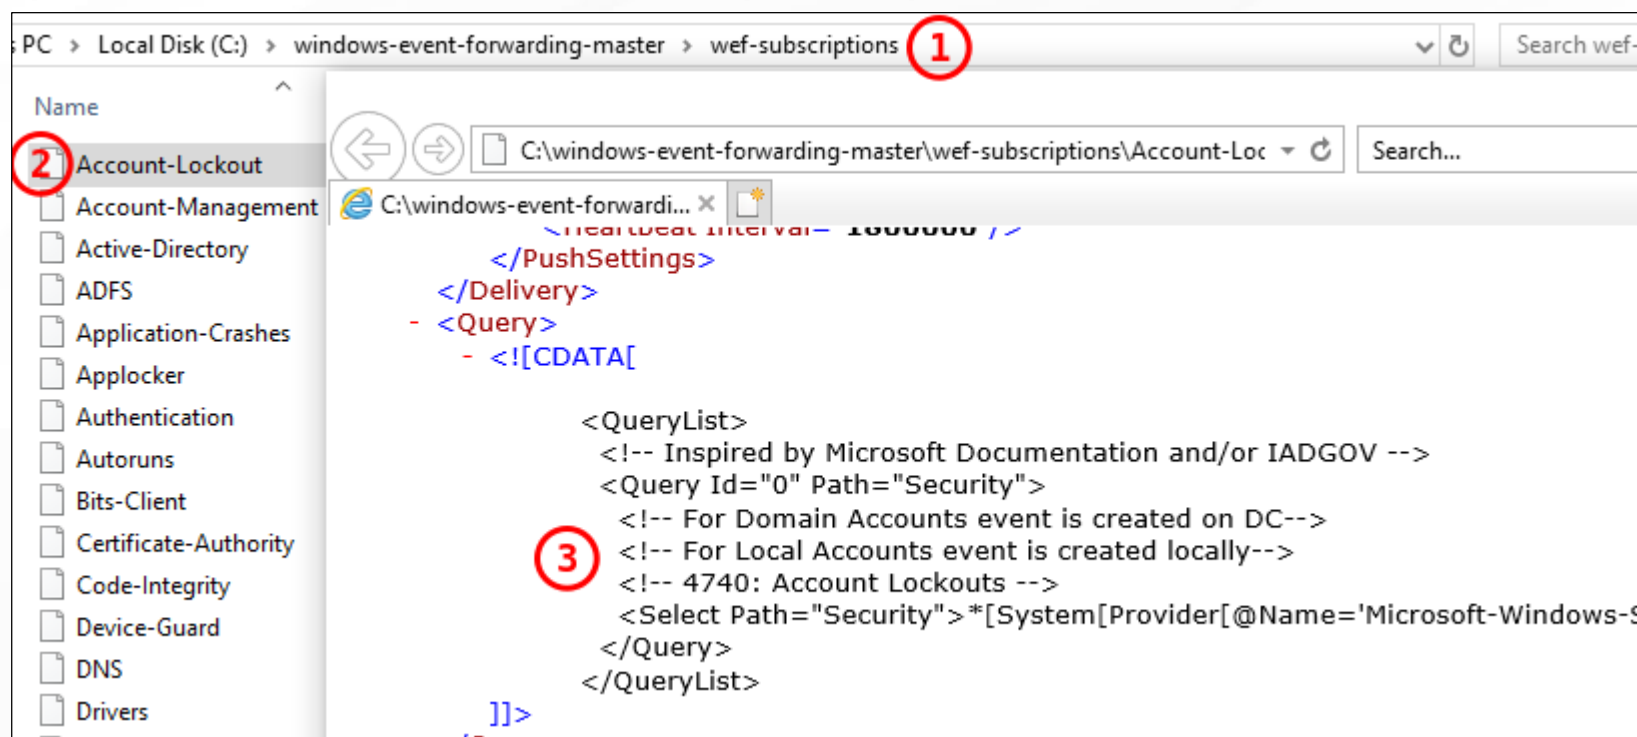 PC > Local Disk (C:) > windows-event-forwarding-master > wef-subscriptions
1
Search wef-
Name
2
Account-Lockout
Account-Management
Active-Directory
ADFS
Application-Crashes
Applocker
Authentication
Autoruns
Bits-Client
Certificate-Authority
Code-Integrity
Device-Guard
DNS
Drivers
C:\windows-event-forwarding-master\wef-subscriptions\Account-Loc
Search...
C:\windows-event-forwardi...
<Heartbeat Interval="1800000"/>
</PushSettings>
</Delivery>
- <Query>
- <![CDATA[
<QueryList>
<!-- Inspired by Microsoft Documentation and/or IADGOV -->
<Query Id="0" Path="Security">
<!-- For Domain Accounts event is created on DC-->
3
<!-- For Local Accounts event is created locally-->
<!-- 4740: Account Lockouts -->
<Select Path="Security">*[System[Provider[@Name='Microsoft-Windows-S
</Query>
</QueryList>
]]>